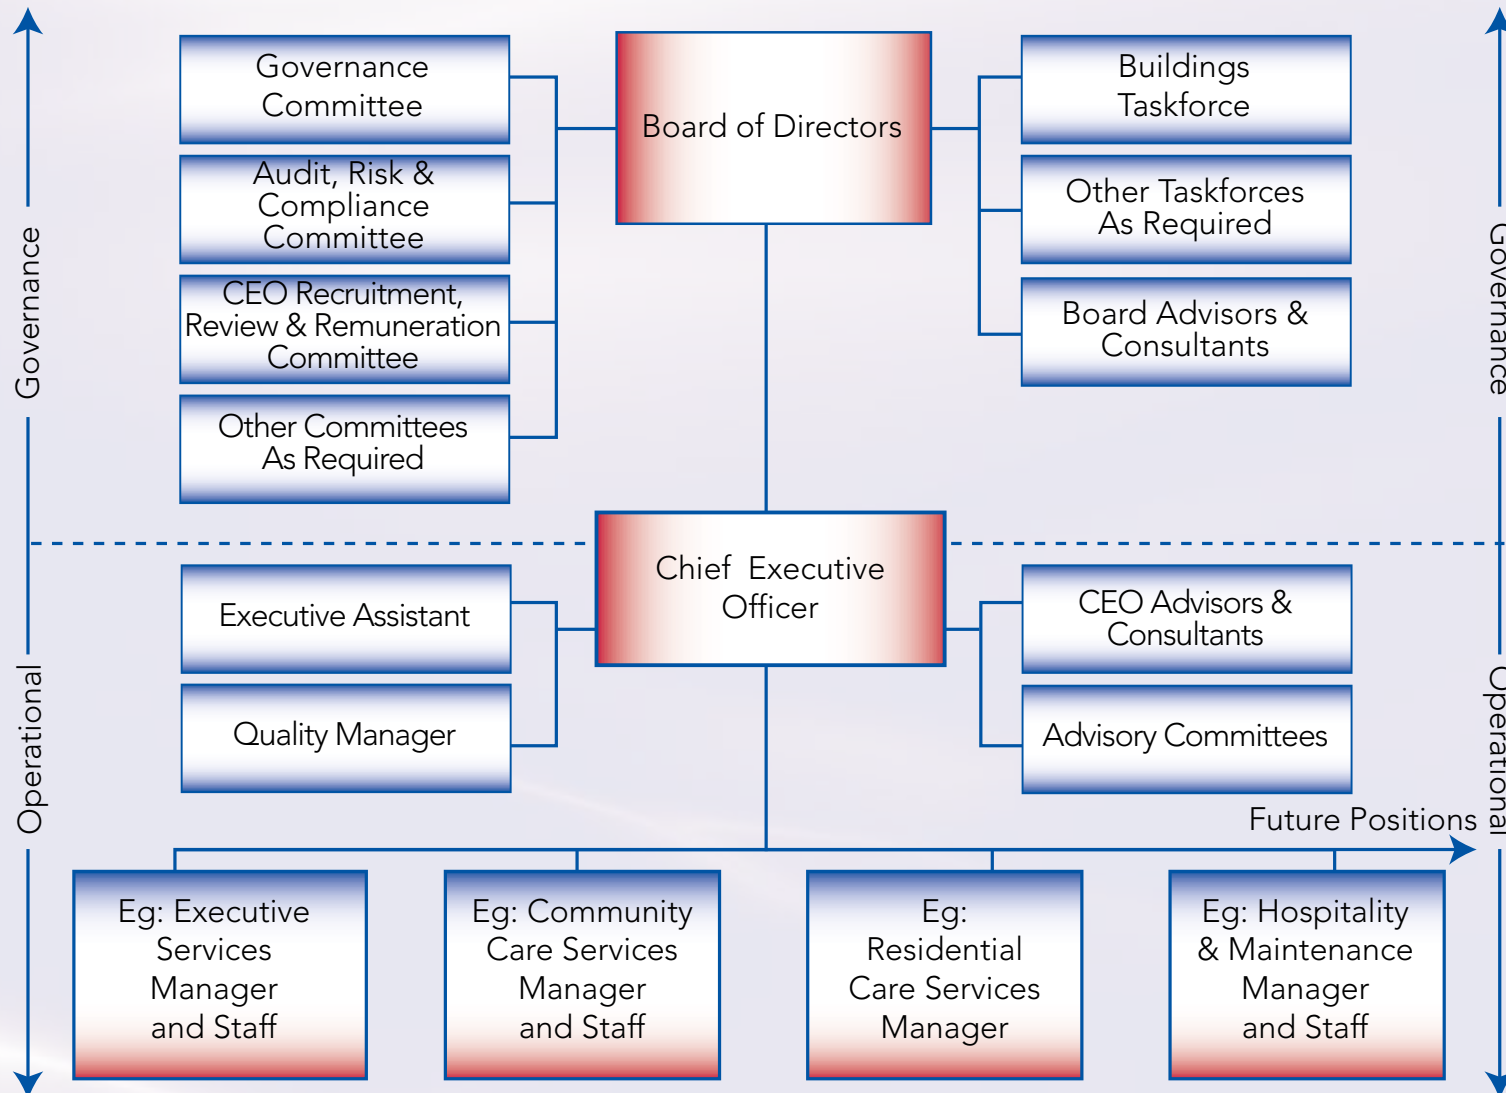 Governance
Committee
Board of Directors
Buildings
Taskforce
Audit, Risk &
Compliance
Committee
Other Taskforces
As Required
CEO Recruitment,
Review & Remuneration
Committee
Board Advisors &
Consultants
Other Committees
As Required
Governance
Governance
Chief Executive
Officer
Executive Assistant
CEO Advisors &
Consultants
Quality Manager
Advisory Committees
Operational
Operational
Future Positions
Eg: Executive
Services
Manager
and Staff
Eg: Community
Care Services
Manager
and Staff
Eg:
Residential
Care Services
Manager
Eg: Hospitality
& Maintenance
Manager
and Staff